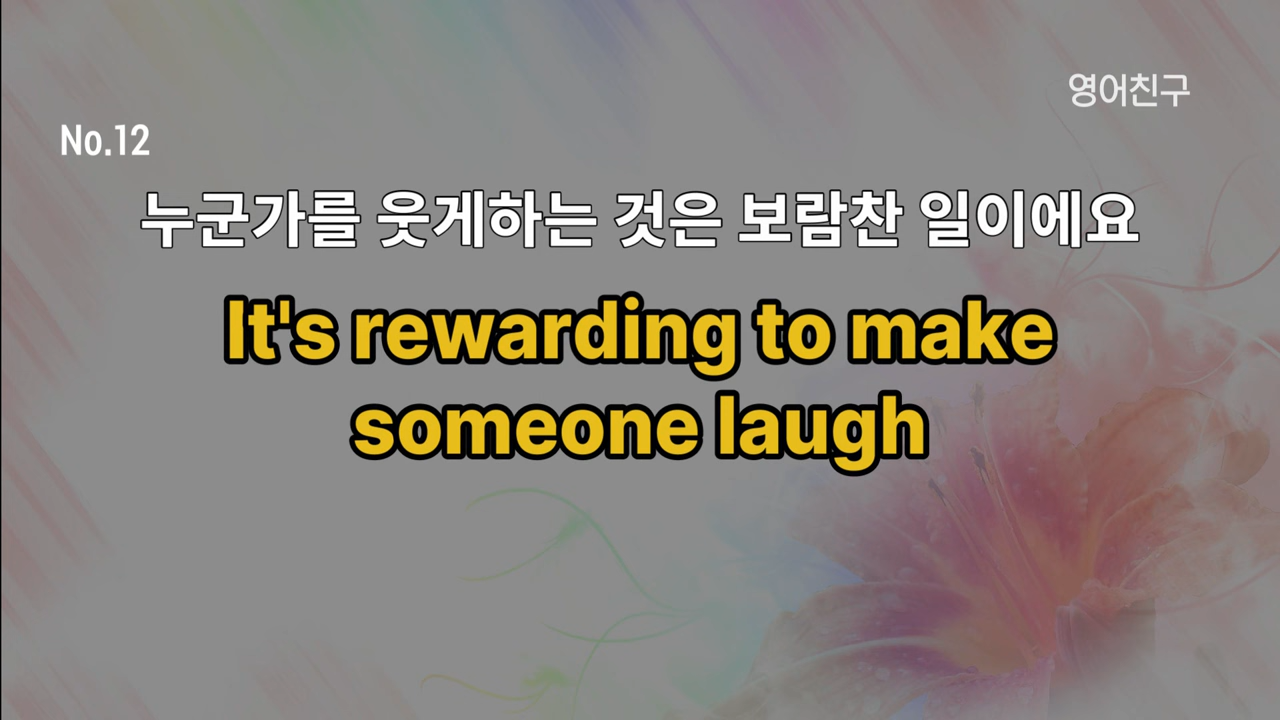 영어친구
No.12
누군가를 웃게하는 것은 보람찬 일이에요
It's rewarding to make
someone laugh